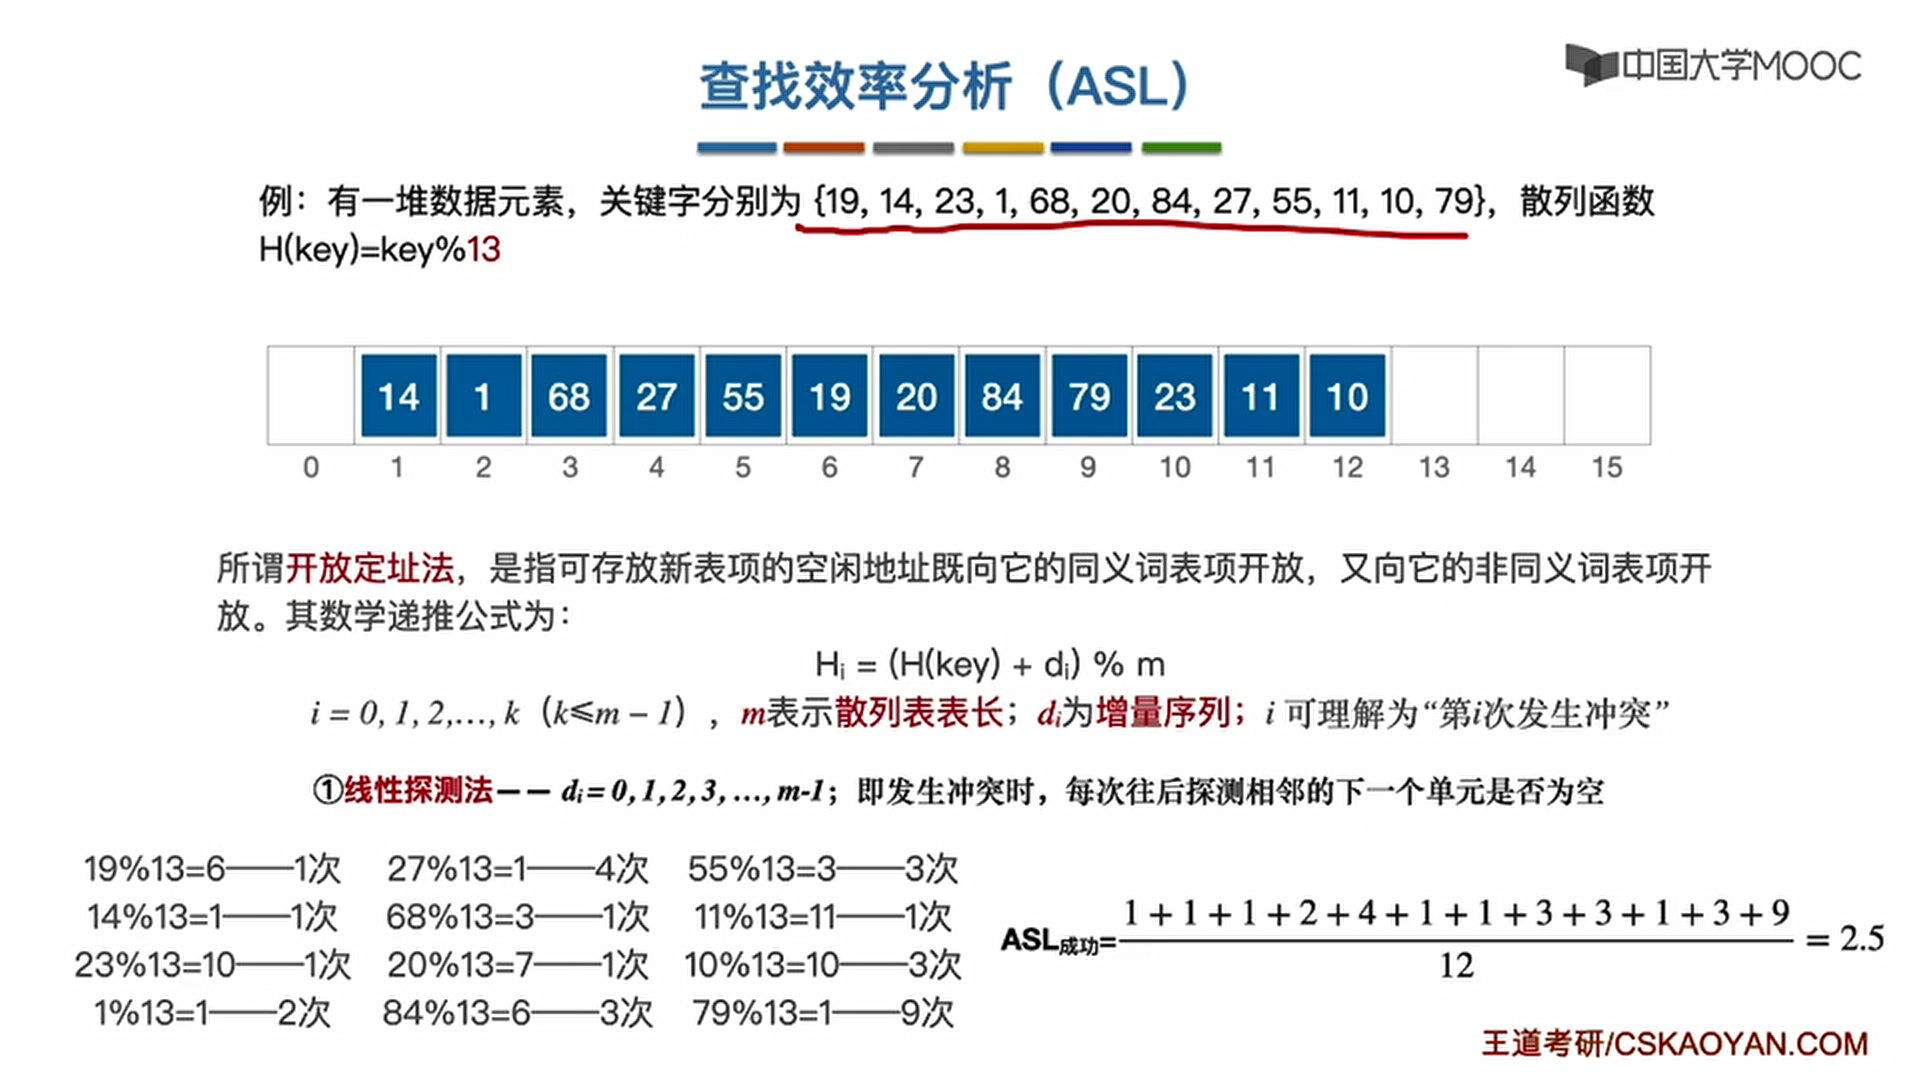 中国大学MOOC
查找效率分析（ASL）
例：有一堆数据元素，关键字分别为 {19, 14, 23, 1, 68, 20, 84, 27, 55, 11, 10, 79}，散列函数
H(key)=key%13
14 1 68 27 55 19 20 84 79 23 11 10
0 1 2 3 4 5 6 7 8 9 10 11 12 13 14 15
所谓开放定址法，是指可存放新表项的空闲地址既向它的同义词表项开放，又向它的非同义词表项开
放。其数学递推公式为：
Hᵢ = (H(key) + dᵢ) % m
i = 0, 1, 2,…, k（k≤m – 1），m表示散列表表长；dᵢ为增量序列；i 可理解为“第i次发生冲突”
①线性探测法—— dᵢ = 0, 1, 2, 3, …, m-1；即发生冲突时，每次往后探测相邻的下一个单元是否为空
19%13=6——1次 27%13=1——4次 55%13=3——3次
14%13=1——1次 68%13=3——1次 11%13=11——1次
23%13=10——1次 20%13=7——1次 10%13=10——3次
1%13=1——2次 84%13=6——3次 79%13=1——9次
1 + 1 + 1 + 2 + 4 + 1 + 1 + 3 + 3 + 1 + 3 + 9
ASL成功= = 2.5
12
王道考研/CSKAOYAN.COM